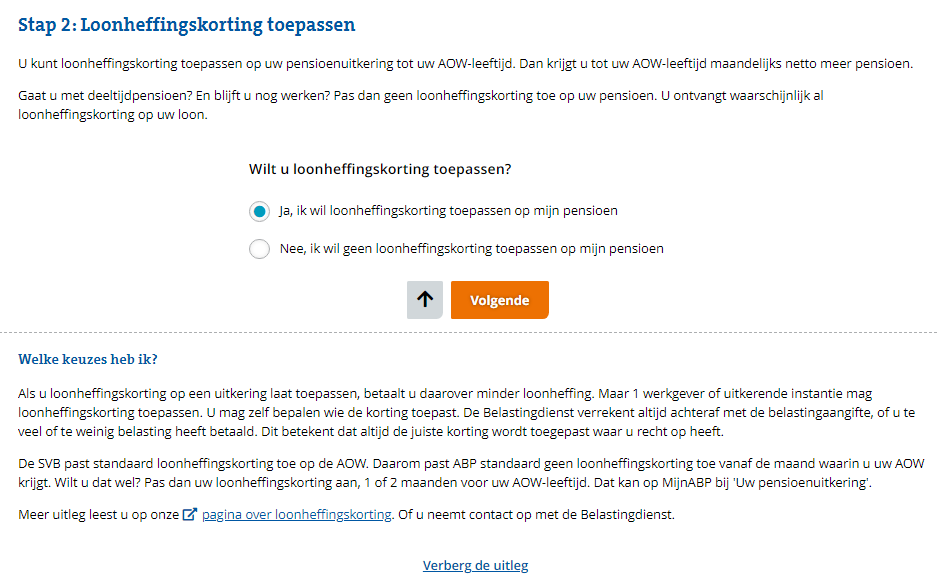 Stap 2: Loonheffingskorting toepassen
U kunt loonheffingskorting toepassen op uw pensioenuitkering tot uw AOW-leeftijd. Dan krijgt u tot uw AOW-leeftijd maandelijks netto meer pensioen.
Gaat u met deeltijdpensioen? En blijft u nog werken? Pas dan geen loonheffingskorting toe op uw pensioen. U ontvangt waarschijnlijk al
loonheffingskorting op uw loon.
Wilt u loonheffingskorting toepassen?
Ja, ik wil loonheffingskorting toepassen op mijn pensioen
Nee, ik wil geen loonheffingskorting toepassen op mijn pensioen
Volgende
Welke keuzes heb ik?
Als u loonheffingskorting op een uitkering laat toepassen, betaalt u daarover minder loonheffing. Maar 1 werkgever of uitkerende instantie mag
loonheffingskorting toepassen. U mag zelf bepalen wie de korting toepast. De Belastingdienst verrekent altijd achteraf met de belastingaangifte, of u te
veel of te weinig belasting heeft betaald. Dit betekent dat altijd de juiste korting wordt toegepast waar u recht op heeft.
De SVB past standaard loonheffingskorting toe op de AOW. Daarom past ABP standaard geen loonheffingskorting toe vanaf de maand waarin u uw AOW
krijgt. Wilt u dat wel? Pas dan uw loonheffingskorting aan, 1 of 2 maanden voor uw AOW-leeftijd. Dat kan op MijnABP bij 'Uw pensioenuitkering'.
Meer uitleg leest u op onze pagina over loonheffingskorting. Of u neemt contact op met de Belastingdienst.
Verberg de uitleg